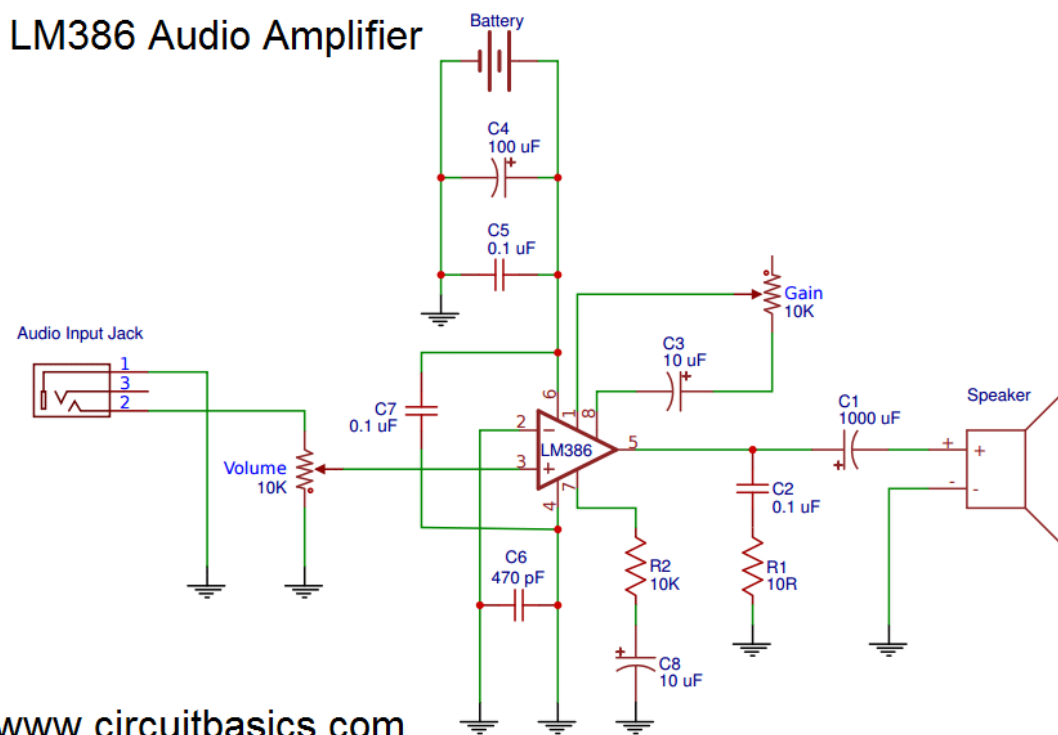 LM386 Audio Amplifier
Battery
C4
100 uF
C5
0.1 uF
Gain
10K
Audio Input Jack
1
3
2
C3
10 uF
Speaker
C1
1000 uF
C7
0.1 uF
6
1
8
2
LM386
5
+
+
Volume
10K
3
+
-
-
4
7
C2
0.1 uF
C6
470 pF
R2
10K
R1
10R
C8
10 uF
www.circuitbasics.com